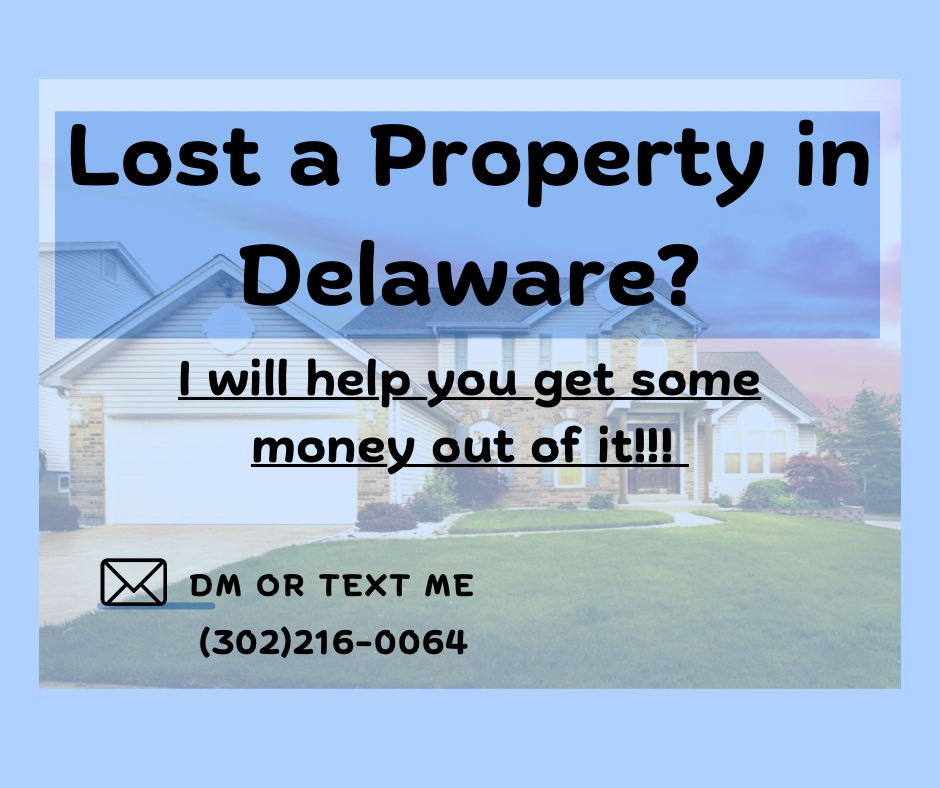 Lost a Property in
Delaware?
I will help you get some
money out of it!!!
DM OR TEXT ME
(302)216-0064